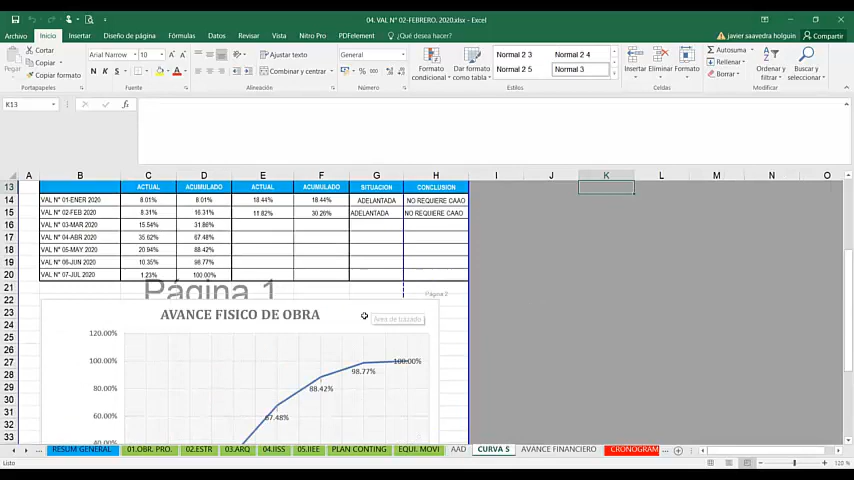 04. VAL N° 02-FEBRERO. 2020.xlsx - Excel
Archivo Inicio Insertar Diseño de página Fórmulas Datos Revisar Vista Nitro Pro PDFelement ¿Qué desea hacer? javier saavedra holguin Compartir
Pegar Cortar Copiar Copiar formato
Arial Narrow 10 N K S
Ajustar texto Combinar y centrar
General % 000
Formato condicional Dar formato como tabla
Normal 2 3 Normal 2 4
Normal 2 5 Normal 3
Insertar Eliminar Formato
Autosuma Rellenar Borrar
Ordenar y filtrar Buscar y seleccionar
Portapapeles Fuente Alineación Número Estilos Celdas Modificar
K13 fx
A B C D E F G H I J K L M N O
13 ACTUAL ACUMULADO ACTUAL ACUMULADO SITUACION CONCLUSION
14 VAL N° 01-ENER 2020 8.01% 8.01% 18.44% 18.44% ADELANTADA NO REQUIERE CAAO
15 VAL N° 02-FEB 2020 8.31% 16.31% 11.82% 30.26% ADELANTADA NO REQUIERE CAAO
16 VAL N° 03-MAR 2020 15.54% 31.86%
17 VAL N° 04-ABR 2020 35.62% 67.48%
18 VAL N° 05-MAY 2020 20.94% 88.42%
19 VAL N° 06-JUN 2020 10.35% 98.77%
20 VAL N° 07-JUL 2020 1.23% 100.00%
21 Página 1
22 Página 2
23 AVANCE FISICO DE OBRA Área de trazado
24
25 120.00%
26
27 100.00% 100.00%
28 98.77%
29 80.00% 88.42%
30
31 60.00% 67.48%
32
33 40.00%
... RESUM GENERAL 01.OBR. PRO. 02.ESTR 03.ARQ 04.IISS 05.IIEE PLAN CONTING EQUI. MOVI AAD CURVA S AVANCE FINANCIERO CRONOGRAM ...
Listo 120 %